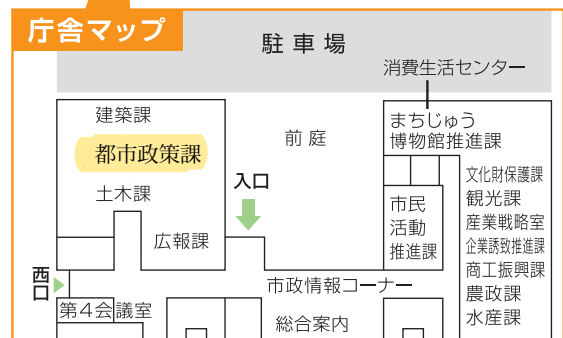 庁舎マップ
駐車場
消費生活センター
建築課
都市政策課
土木課
広報課
前庭
入口
まちじゅう
博物館推進課
市民
活動
推進課
文化財保護課
観光課
産業戦略室
企業誘致推進課
商工振興課
農政課
水産課
西口
第4会議室
市政情報コーナー
総合案内